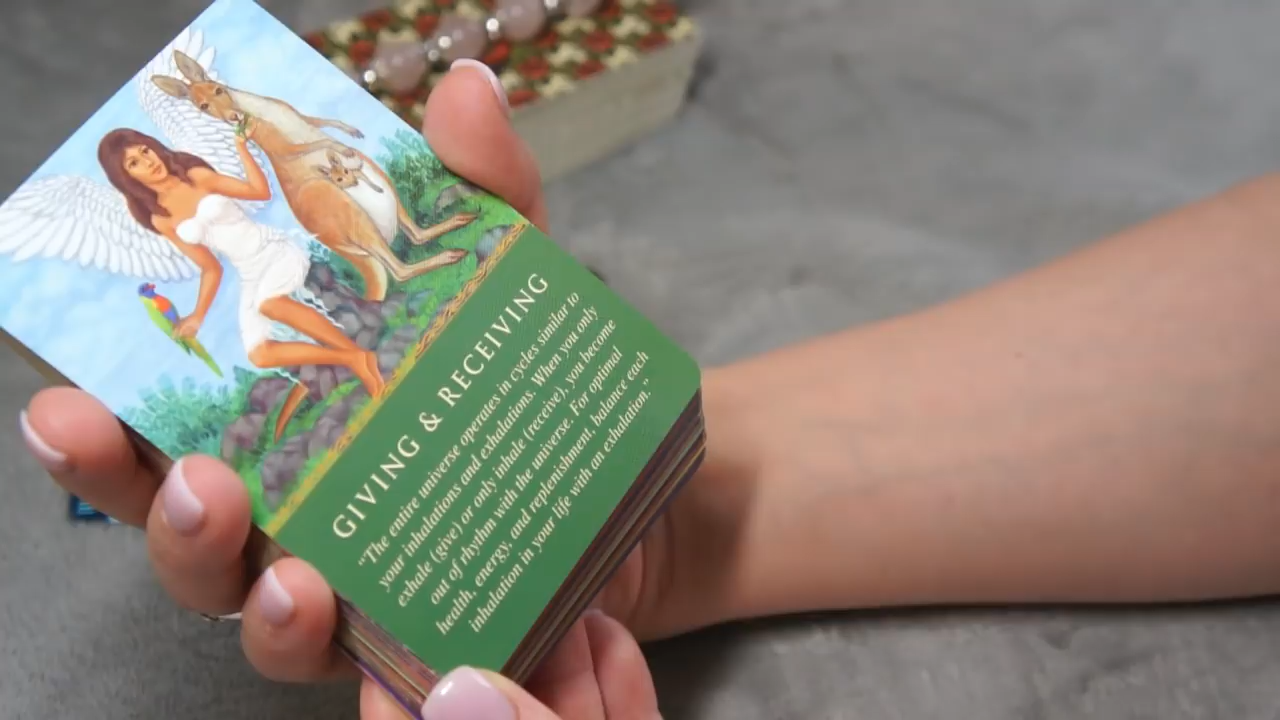 GIVING & RECEIVING
"The entire universe operates in cycles similar to
your inhalations and exhalations. When you only
exhale (give) or only inhale (receive), you become
out of rhythm with the universe. For optimal
health, energy, and replenishment, balance each
inhalation in your life with an exhalation."